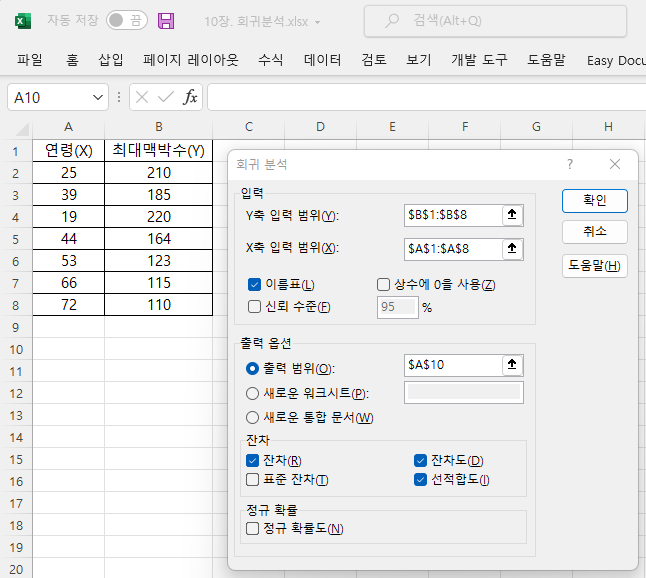 자동 저장 끔 10장. 회귀분석.xlsx 검색(Alt+Q)
파일 홈 삽입 페이지 레이아웃 수식 데이터 검토 보기 개발 도구 도움말 Easy Docu
A10 fx
A B C D E F G H
1 연령(X) 최대맥박수(Y)
2 25 210
3 39 185
4 19 220
5 44 164
6 53 123
7 66 115
8 72 110
9
10
11
12
13
14
15
16
17
18
19
20
회귀 분석 ?
입력
Y축 입력 범위(Y): $B$1:$B$8
X축 입력 범위(X): $A$1:$A$8
이름표(L) 상수에 0을 사용(Z)
신뢰 수준(F) 95 %
확인
취소
도움말(H)
출력 옵션
출력 범위(O): $A$10
새로운 워크시트(P):
새로운 통합 문서(W)
잔차
잔차(R) 잔차도(D)
표준 잔차(T) 선적합도(I)
정규 확률
정규 확률도(N)